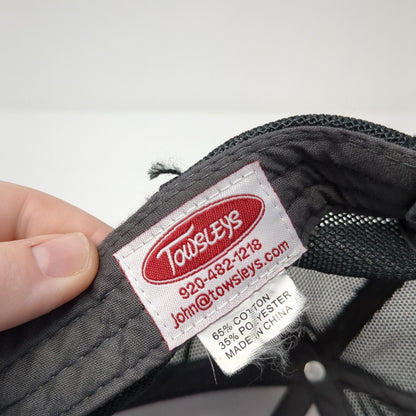 TOWSLEYS
920-482-1218
John@towsleys.com
65% COTTON
35% POLYESTER
MADE IN CHINA